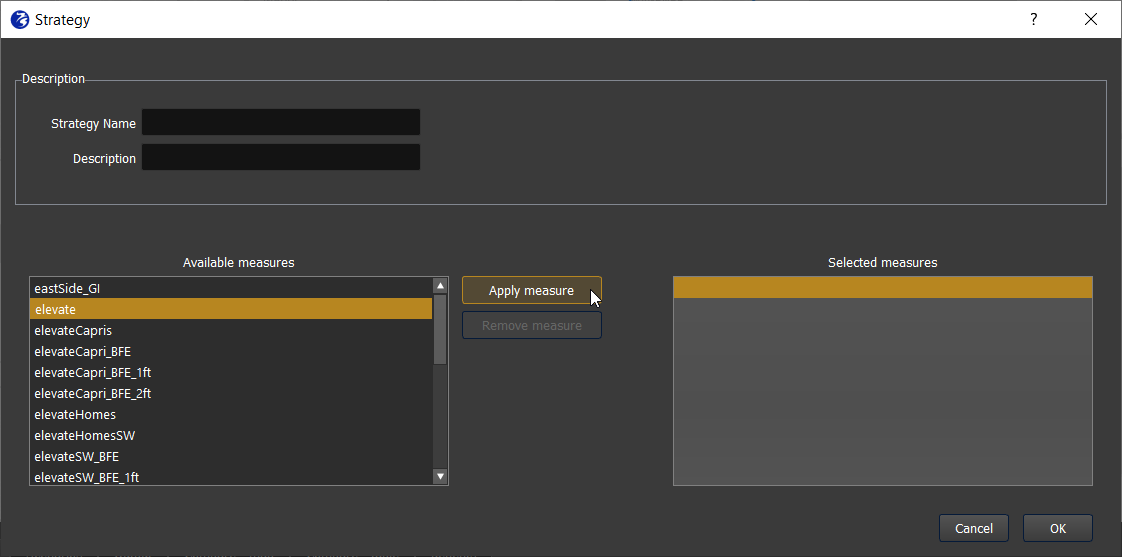 Strategy
?
Description
Strategy Name
Description
Available measures
Selected measures
eastSide_GI
elevate
elevateCapris
elevateCapri_BFE
elevateCapri_BFE_1ft
elevateCapri_BFE_2ft
elevateHomes
elevateHomesSW
elevateSW_BFE
elevateSW_BFE_1ft
Apply measure
Remove measure
Cancel
OK